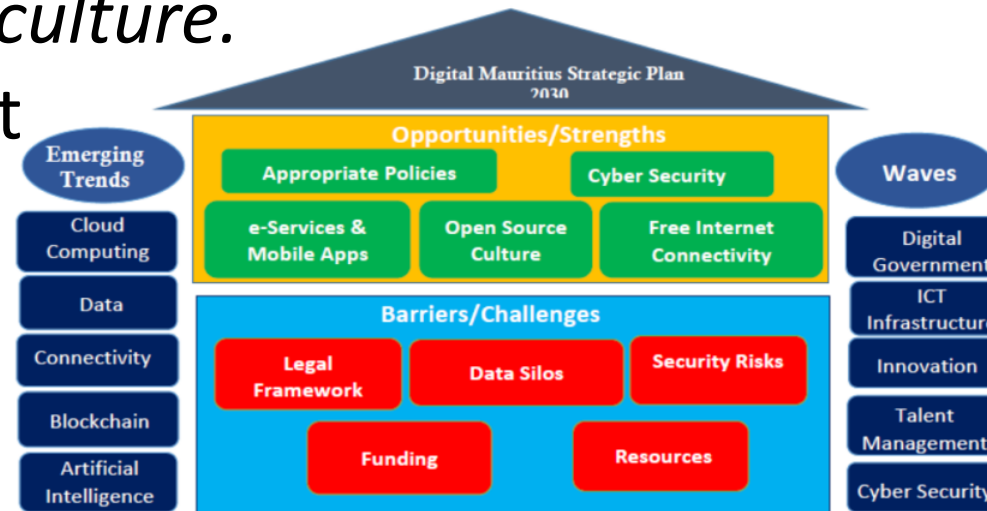 culture.
t
Digital Mauritius Strategic Plan
2030
Emerging
Trends
Cloud
Computing
Data
Connectivity
Blockchain
Artificial
Intelligence
Opportunities/Strengths
Appropriate Policies
Cyber Security
e-Services &
Mobile Apps
Open Source
Culture
Free Internet
Connectivity
Barriers/Challenges
Legal
Framework
Data Silos
Security Risks
Funding
Resources
Waves
Digital
Government
ICT
Infrastructure
Innovation
Talent
Management
Cyber Security